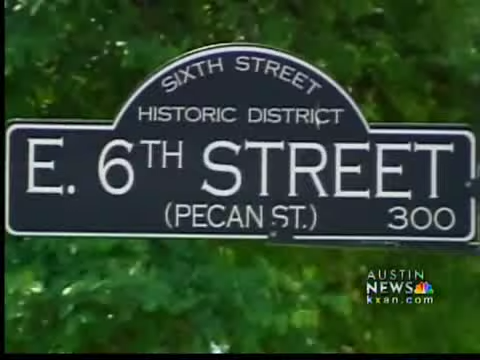 SIXTH STREET
HISTORIC DISTRICT
E. 6TH STREET
(PECAN ST.)
300
AUSTIN
NEWS
kxan.com